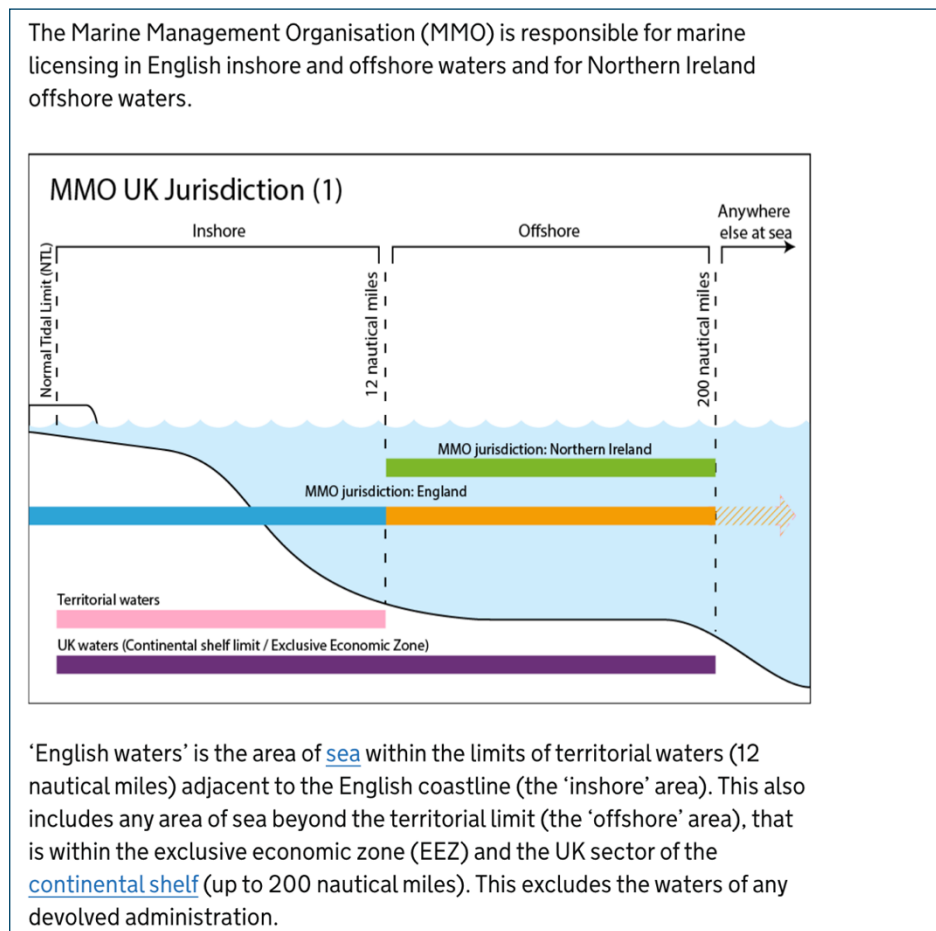 The Marine Management Organisation (MMO) is responsible for marine
licensing in English inshore and offshore waters and for Northern Ireland
offshore waters.
MMO UK Jurisdiction (1)
Inshore
Offshore
Anywhere
else at sea
Normal Tidal Limit (NTL)
12 nautical miles
200 nautical miles
MMO jurisdiction: Northern Ireland
MMO jurisdiction: England
Territorial waters
UK waters (Continental shelf limit / Exclusive Economic Zone)
‘English waters’ is the area of sea within the limits of territorial waters (12
nautical miles) adjacent to the English coastline (the ‘inshore’ area). This also
includes any area of sea beyond the territorial limit (the ‘offshore’ area), that
is within the exclusive economic zone (EEZ) and the UK sector of the
continental shelf (up to 200 nautical miles). This excludes the waters of any
devolved administration.